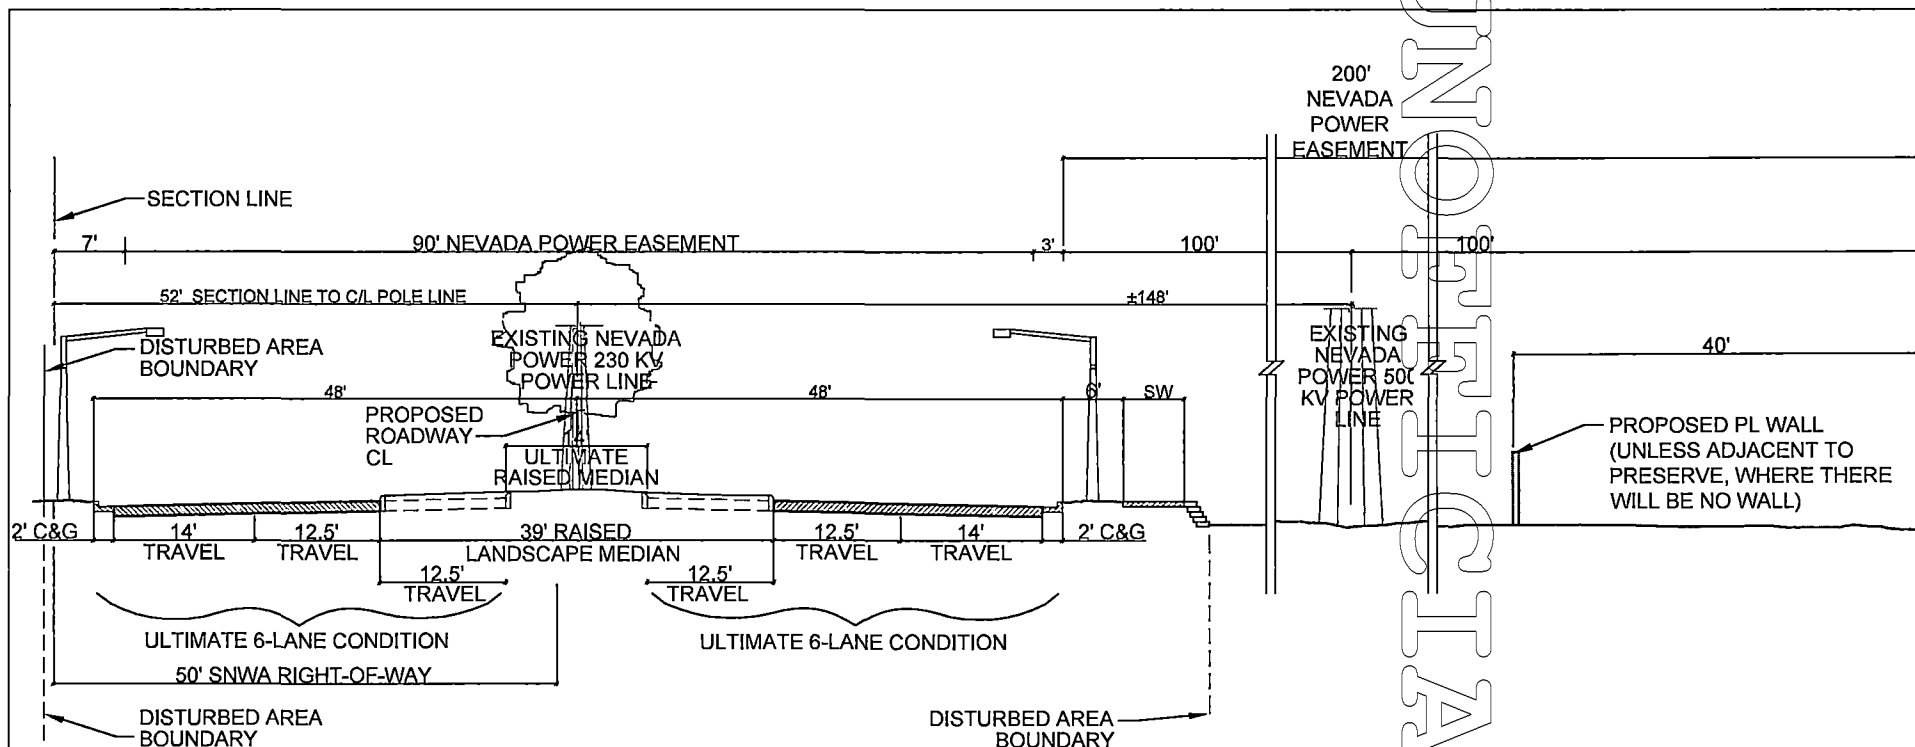 200'
NEVADA
POWER
EASEMENT
SECTION LINE
7'
90' NEVADA POWER EASEMENT
3'
100'
100'
52' SECTION LINE TO C/L POLE LINE
±148'
DISTURBED AREA
BOUNDARY
EXISTING NEVADA
POWER 230 KV
POWER LINE
EXISTING
NEVADA
POWER 500
KV POWER
LINE
40'
48'
48'
6'
SW
PROPOSED
ROADWAY
CL
ULTIMATE
RAISED MEDIAN
PROPOSED PL WALL
(UNLESS ADJACENT TO
PRESERVE, WHERE THERE
WILL BE NO WALL)
2' C&G
14'
TRAVEL
12.5'
TRAVEL
39' RAISED
LANDSCAPE MEDIAN
12.5'
TRAVEL
14'
TRAVEL
2' C&G
12.5'
TRAVEL
12.5'
TRAVEL
ULTIMATE 6-LANE CONDITION
ULTIMATE 6-LANE CONDITION
50' SNWA RIGHT-OF-WAY
DISTURBED AREA
BOUNDARY
DISTURBED AREA
BOUNDARY
UNOFFICIA